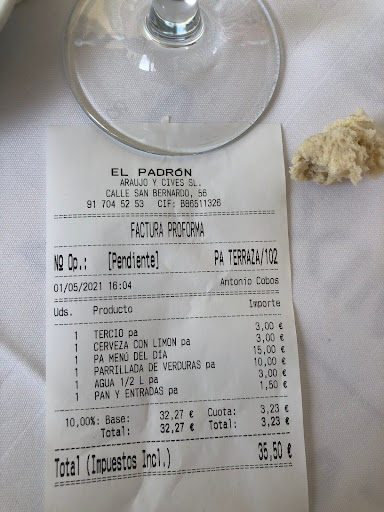 EL PADRÓN
ARAUJO Y CIVES SL.
CALLE SAN BERNARDO, 56
91 704 52 53 CIF: B86511326
FACTURA PROFORMA
Nº Op.: [Pendiente] PA TERRAZA/102
01/05/2021 16:04 Antonio Cobos
Uds. Producto Importe
1 TERCIO pa 3,00 €
1 CERVEZA CON LIMON pa 3,00 €
1 PA MENÚ DEL DÍA 15,00 €
1 PARRILLADA DE VERDURAS pa 10,00 €
1 AGUA 1/2 L pa 3,00 €
1 PAN Y ENTRADAS pa 1,50 €
10,00%: Base: 32,27 € Cuota: 3,23 €
Total: 32,27 € Total: 3,23 €
Total (Impuestos Incl.) 35,50 €